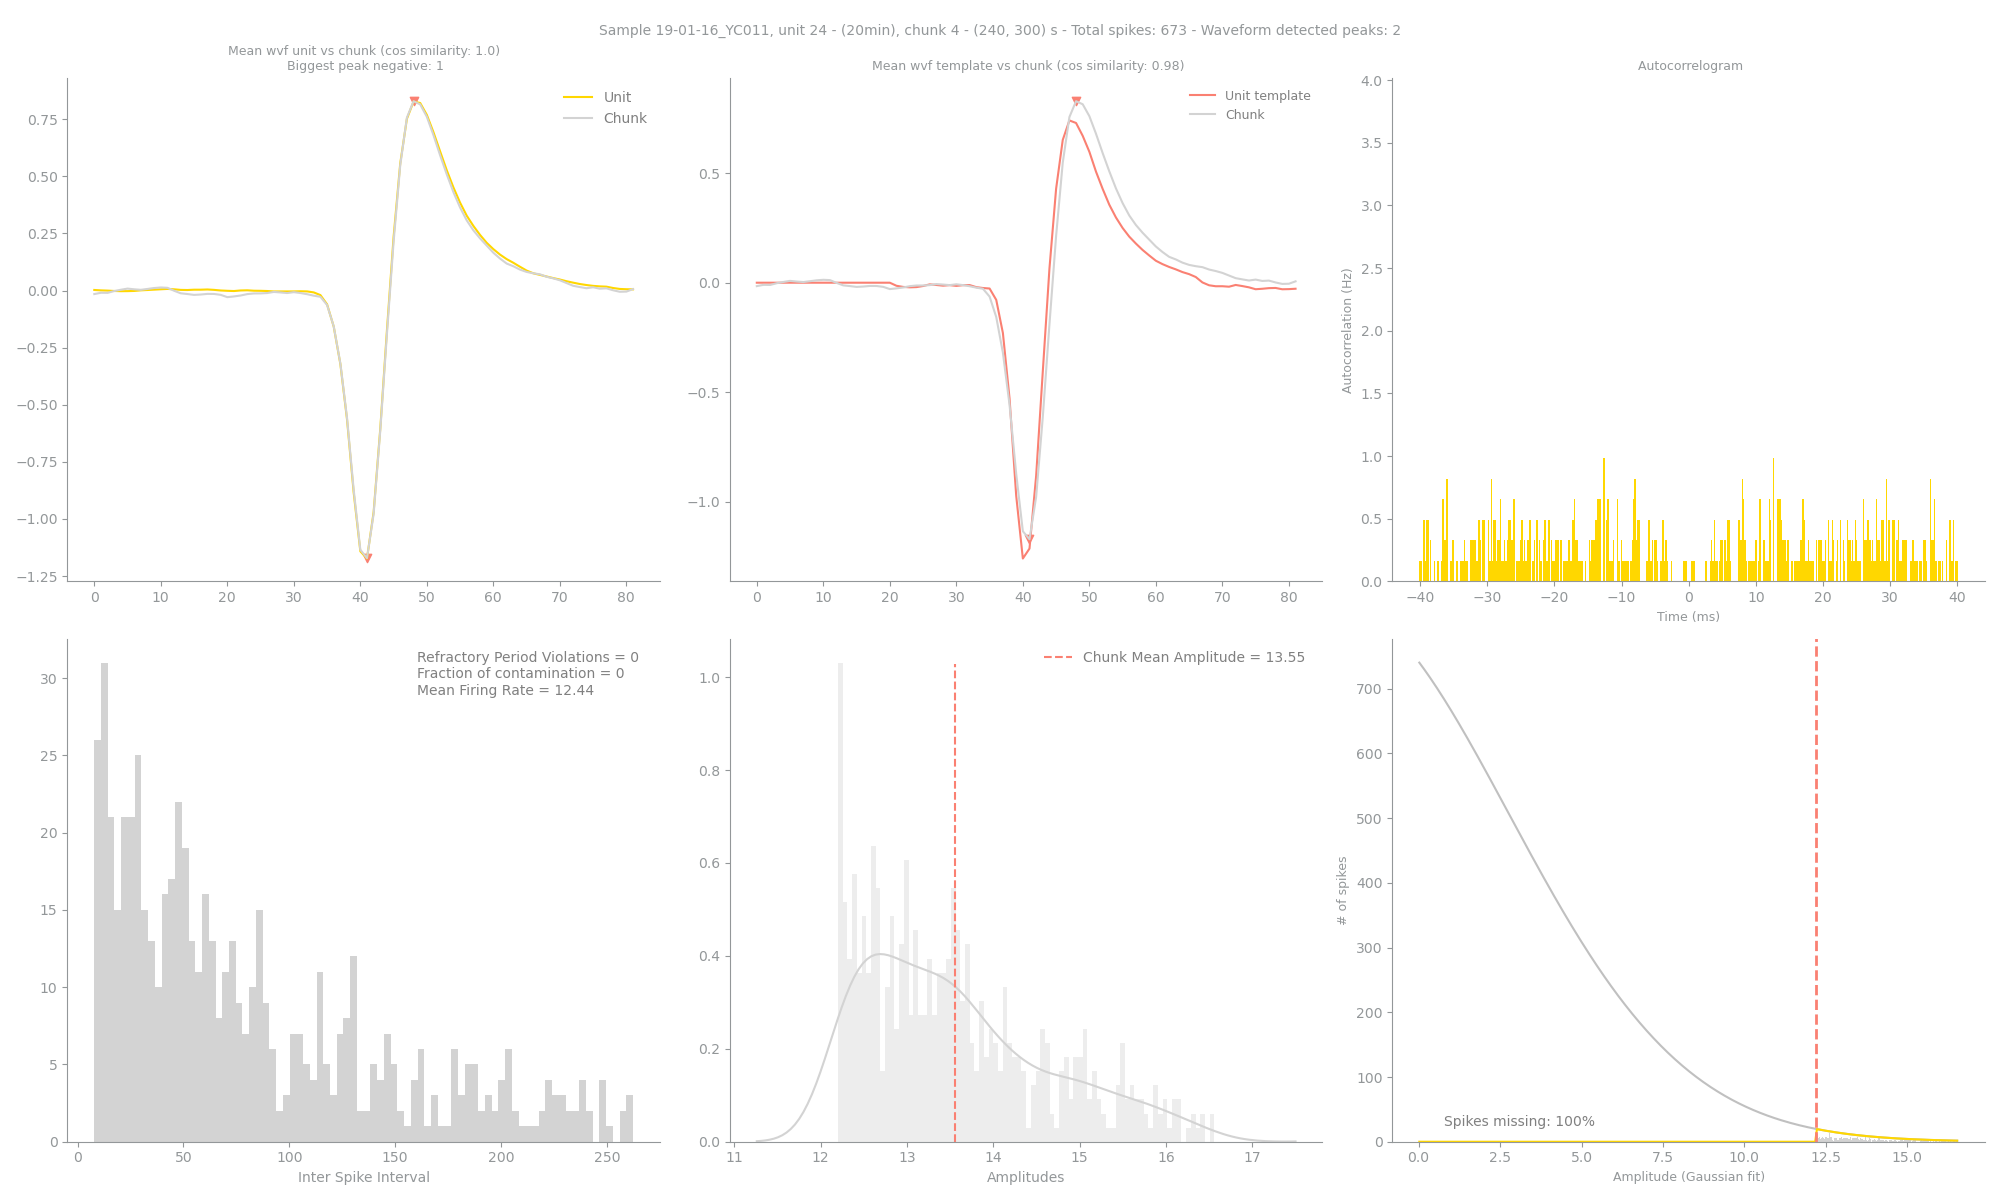 Sample 19-01-16_YC011, unit 24 - (20min), chunk 4 - (240, 300) s - Total spikes: 673 - Waveform detected peaks: 2
Mean wvf unit vs chunk (cos similarity: 1.0)
Biggest peak negative: 1
Unit
Chunk
0.75
0.50
0.25
0.00
−0.25
−0.50
−0.75
−1.00
−1.25
0 10 20 30 40 50 60 70 80
Mean wvf template vs chunk (cos similarity: 0.98)
Unit template
Chunk
0.5
0.0
−0.5
−1.0
0 10 20 30 40 50 60 70 80
Autocorrelogram
Autocorrelation (Hz)
4.0
3.5
3.0
2.5
2.0
1.5
1.0
0.5
0.0
−40 −30 −20 −10 0 10 20 30 40
Time (ms)
Refractory Period Violations = 0
Fraction of contamination = 0
Mean Firing Rate = 12.44
30
25
20
15
10
5
0
0 50 100 150 200 250
Inter Spike Interval
Chunk Mean Amplitude = 13.55
1.0
0.8
0.6
0.4
0.2
0.0
11 12 13 14 15 16 17
Amplitudes
# of spikes
700
600
500
400
300
200
100
0
Spikes missing: 100%
0.0 2.5 5.0 7.5 10.0 12.5 15.0
Amplitude (Gaussian fit)